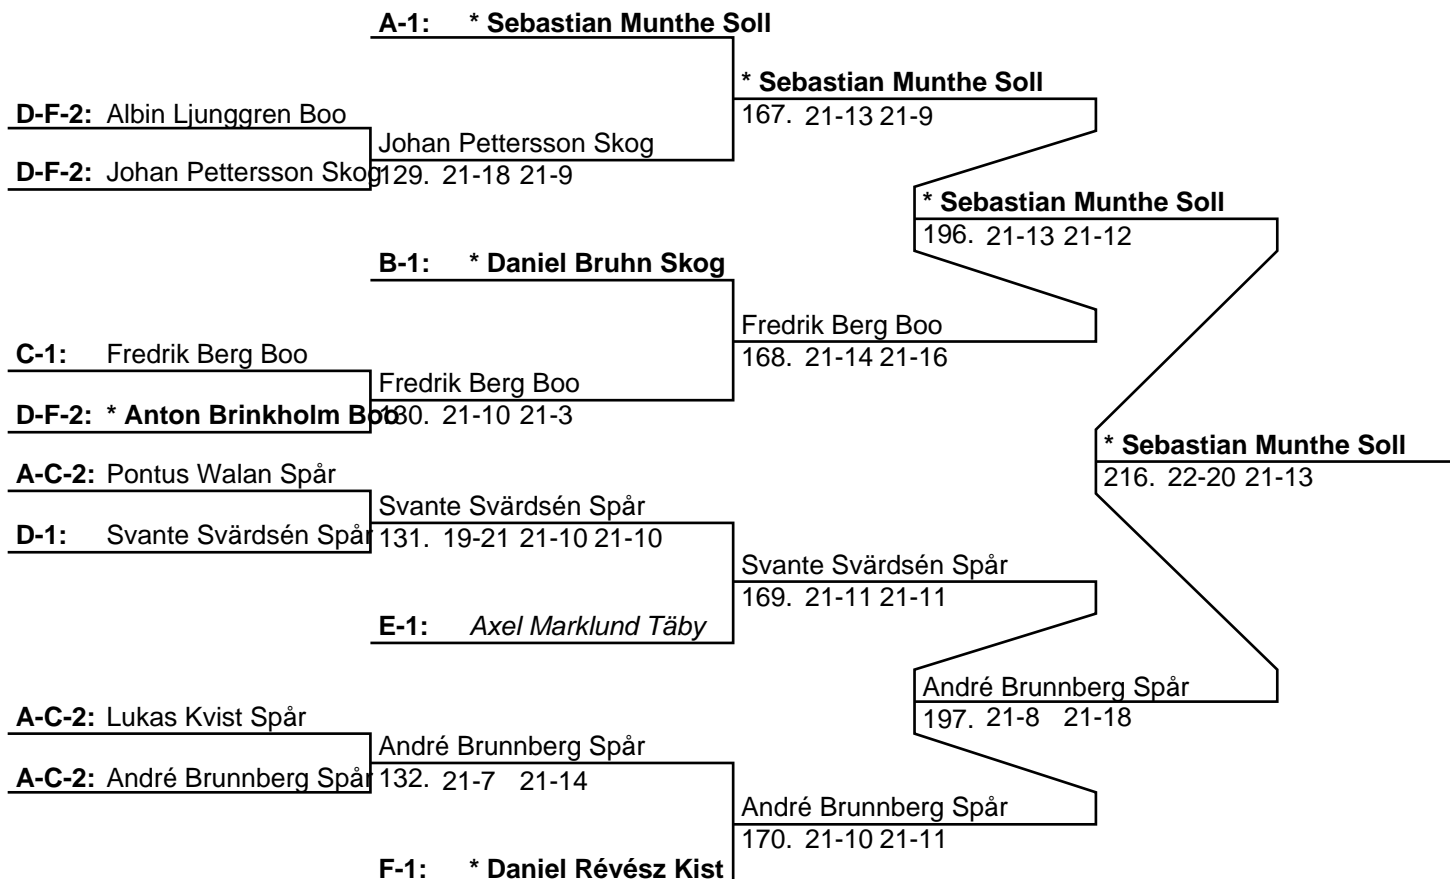 A-1: * Sebastian Munthe Soll
* Sebastian Munthe Soll
D-F-2: Albin Ljunggren Boo
167. 21-13 21-9
Johan Pettersson Skog
D-F-2: Johan Pettersson Skog
129. 21-18 21-9
* Sebastian Munthe Soll
196. 21-13 21-12
B-1: * Daniel Bruhn Skog
Fredrik Berg Boo
C-1: Fredrik Berg Boo
168. 21-14 21-16
Fredrik Berg Boo
D-F-2: * Anton Brinkholm Boo
130. 21-10 21-3
* Sebastian Munthe Soll
A-C-2: Pontus Walan Spår
216. 22-20 21-13
Svante Svärdsén Spår
D-1: Svante Svärdsén Spår
131. 19-21 21-10 21-10
Svante Svärdsén Spår
169. 21-11 21-11
E-1: Axel Marklund Täby
André Brunnberg Spår
A-C-2: Lukas Kvist Spår
197. 21-8 21-18
André Brunnberg Spår
A-C-2: André Brunnberg Spår
132. 21-7 21-14
André Brunnberg Spår
170. 21-10 21-11
F-1: * Daniel Révész Kist